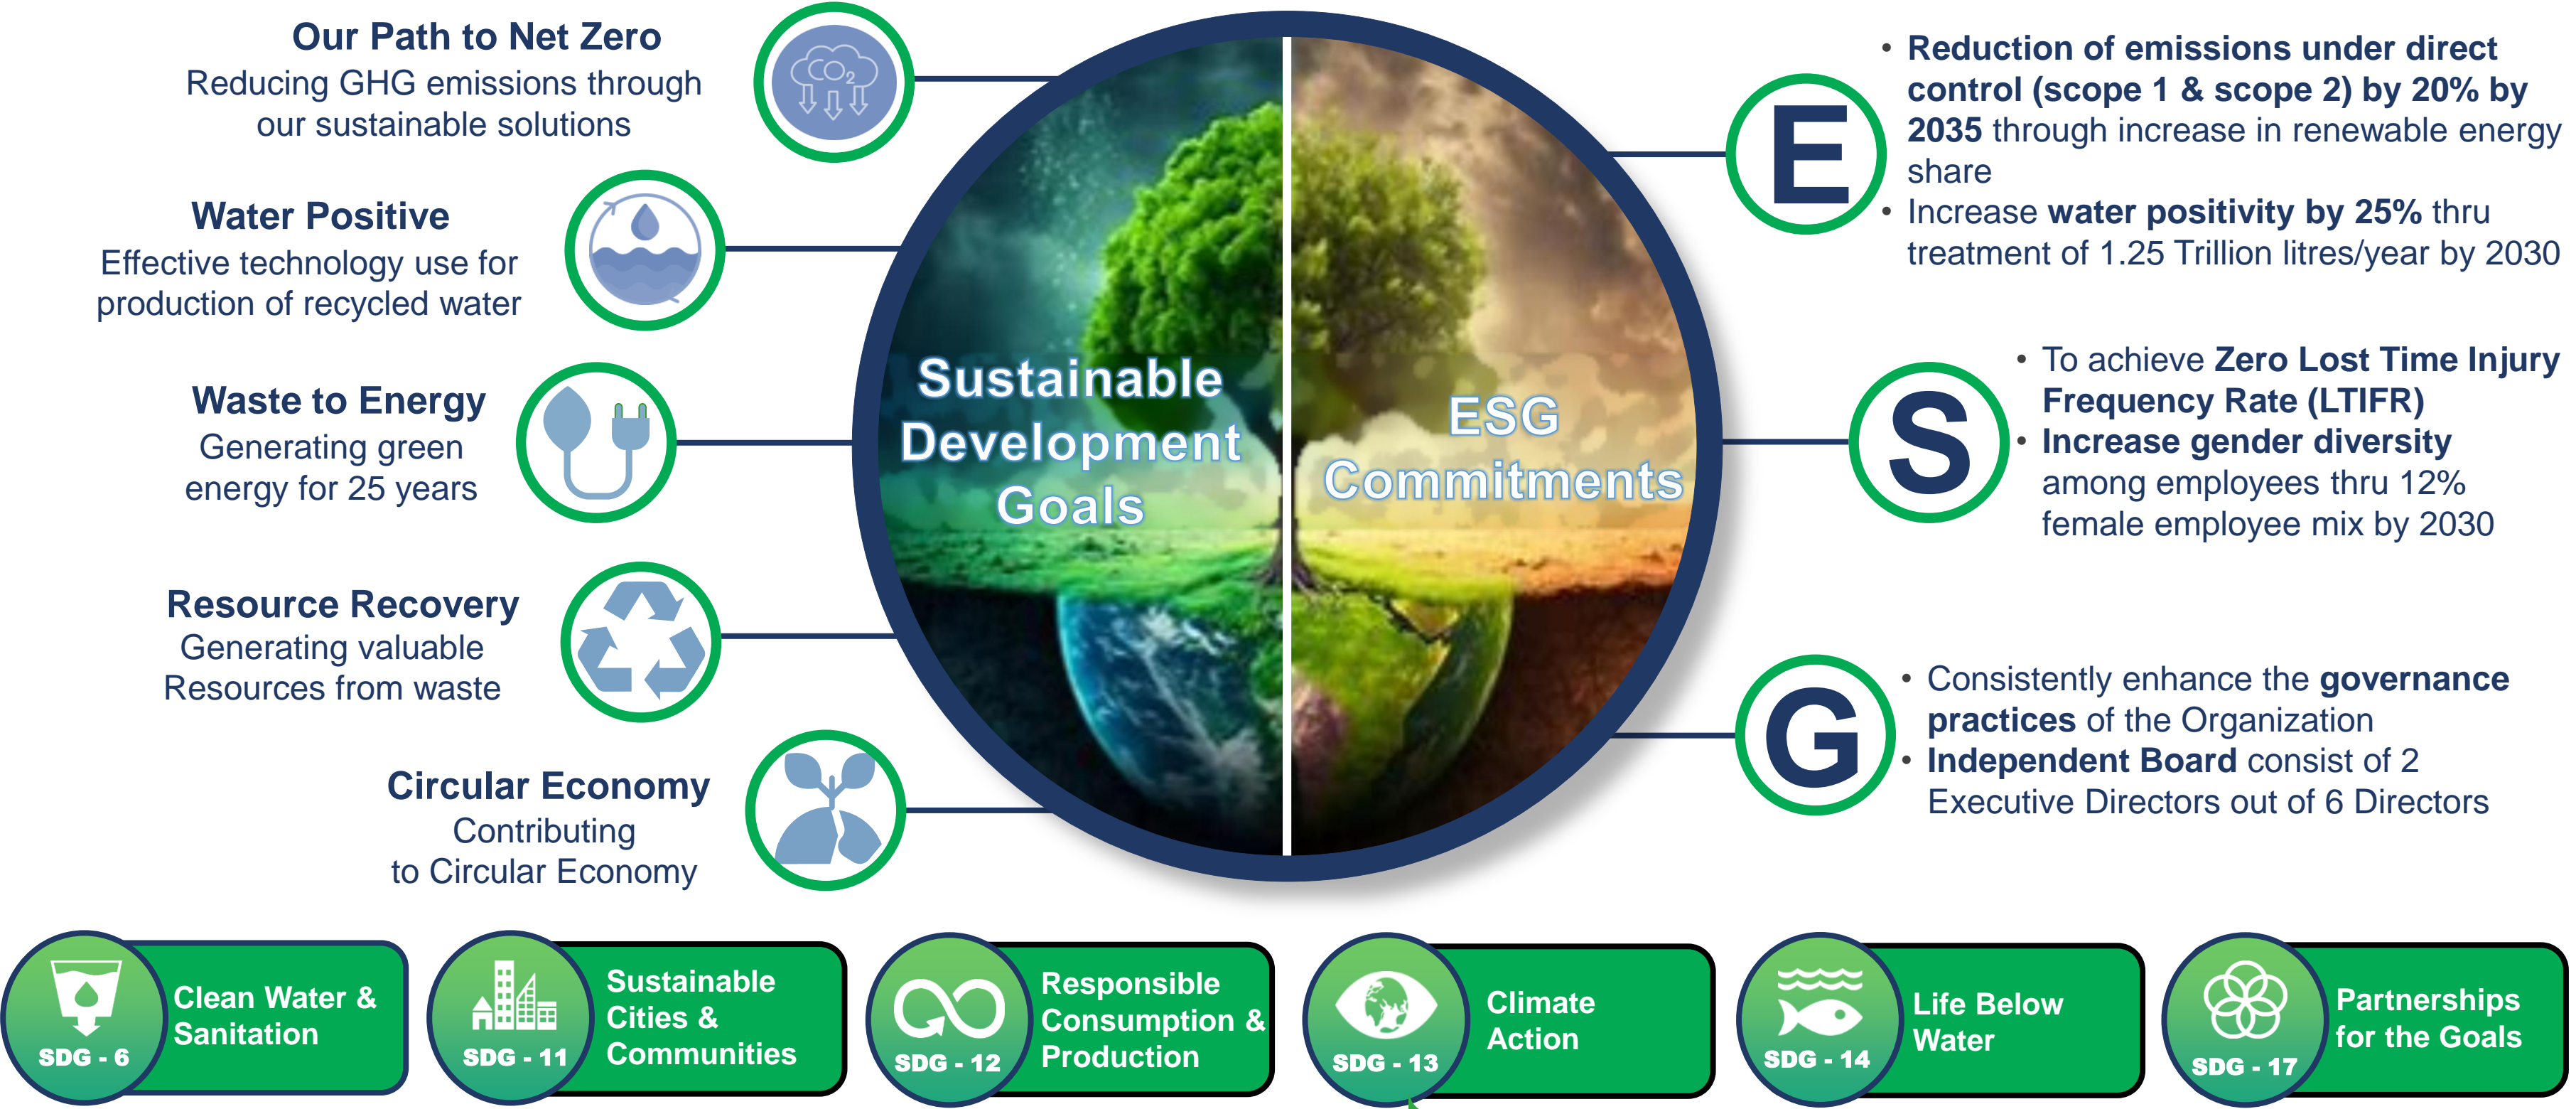 Our Path to Net Zero
Reducing GHG emissions through
our sustainable solutions
CO2
Water Positive
Effective technology use for
production of recycled water
Waste to Energy
Generating green
energy for 25 years
Resource Recovery
Generating valuable
Resources from waste
Circular Economy
Contributing
to Circular Economy
Sustainable
Development
Goals
ESG
Commitments
E
• Reduction of emissions under direct
control (scope 1 & scope 2) by 20% by
2035 through increase in renewable energy
share
• Increase water positivity by 25% thru
treatment of 1.25 Trillion litres/year by 2030
S
• To achieve Zero Lost Time Injury
Frequency Rate (LTIFR)
• Increase gender diversity
among employees thru 12%
female employee mix by 2030
G
• Consistently enhance the governance
practices of the Organization
• Independent Board consist of 2
Executive Directors out of 6 Directors
SDG - 6
Clean Water &
Sanitation
SDG - 11
Sustainable
Cities &
Communities
SDG - 12
Responsible
Consumption &
Production
SDG - 13
Climate
Action
SDG - 14
Life Below
Water
SDG - 17
Partnerships
for the Goals